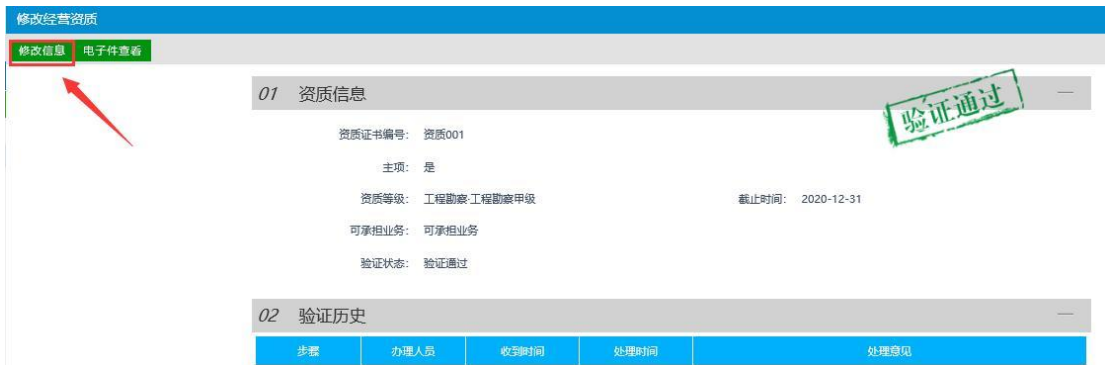 修改经营资质
修改信息 电子件查看
01 资质信息
验证通过
资质证书编号: 资质001
主项: 是
资质等级: 工程勘察·工程勘察甲级 截止时间: 2020-12-31
可承担业务: 可承担业务
验证状态: 验证通过
02 验证历史
步骤 办理人员 收到时间 处理时间 处理意见